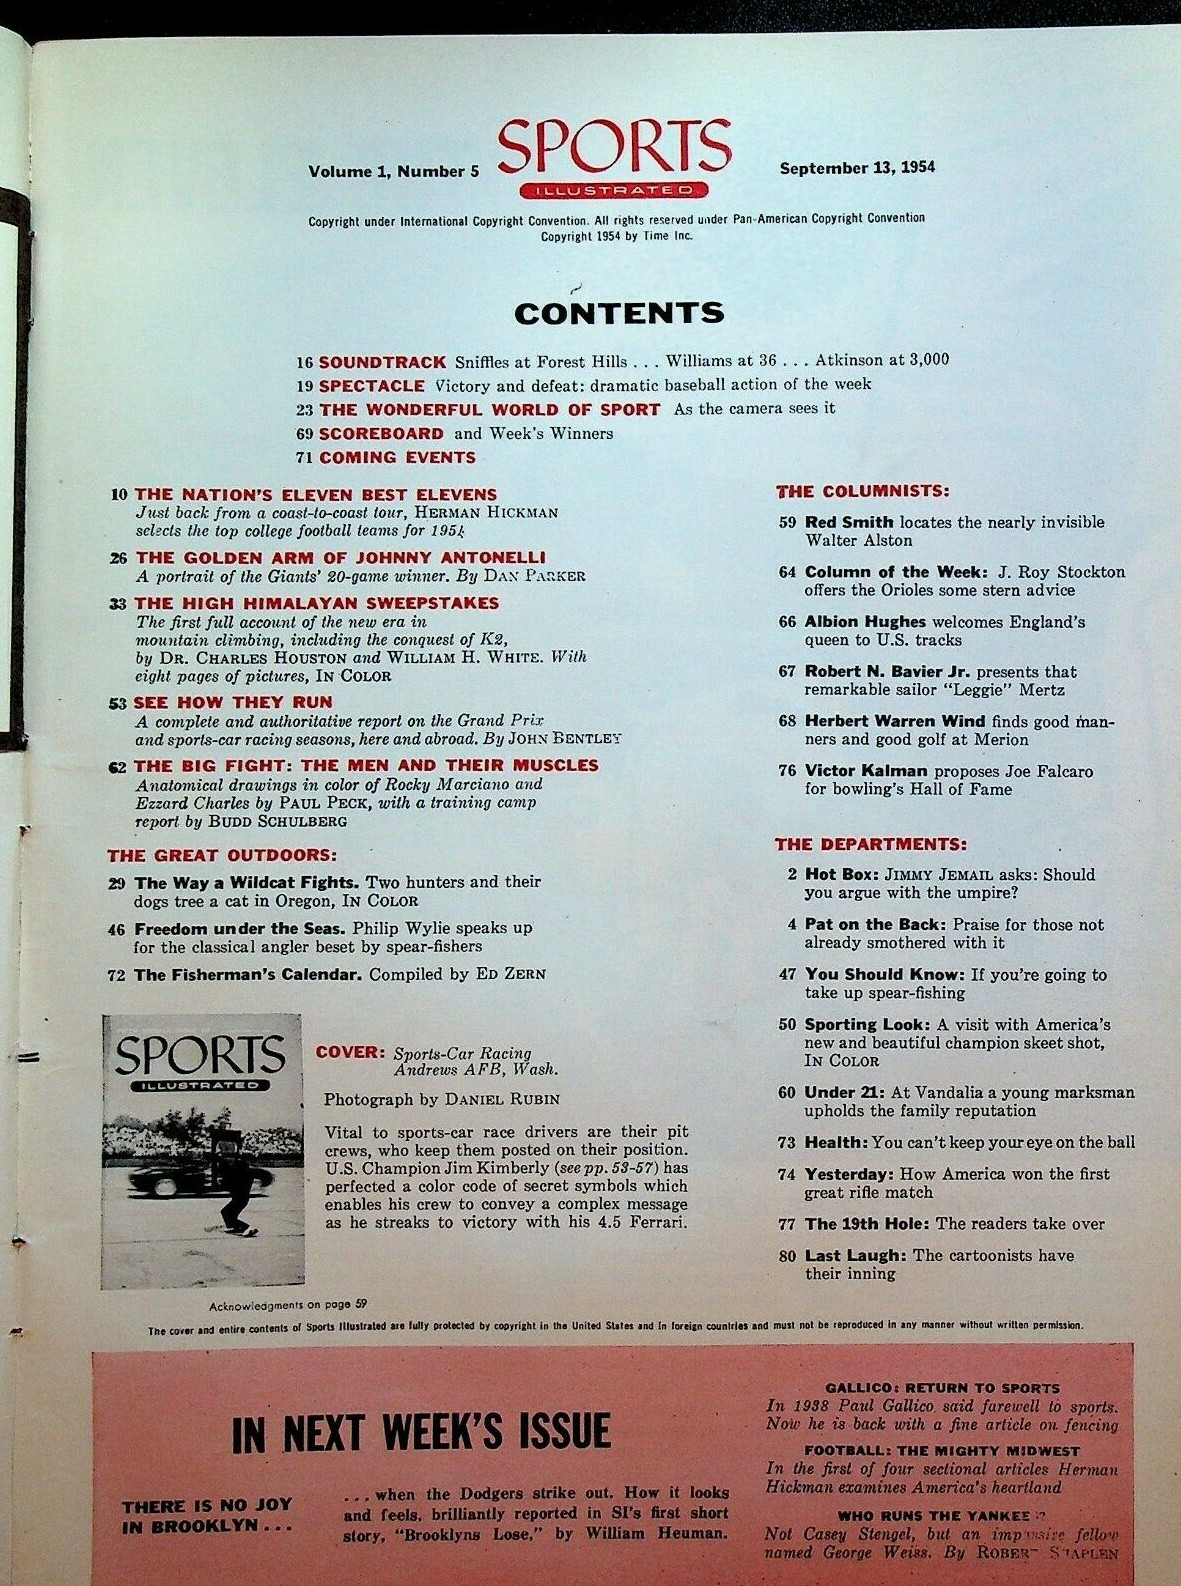 Volume 1, Number 5
SPORTS
ILLUSTRATED
September 13, 1954
Copyright under International Copyright Convention. All rights reserved under Pan-American Copyright Convention
Copyright 1954 by Time Inc.
CONTENTS
16 SOUNDTRACK Sniffles at Forest Hills . . . Williams at 36 . . . Atkinson at 3,000
19 SPECTACLE Victory and defeat: dramatic baseball action of the week
23 THE WONDERFUL WORLD OF SPORT As the camera sees it
69 SCOREBOARD and Week's Winners
71 COMING EVENTS
10 THE NATION'S ELEVEN BEST ELEVENS
Just back from a coast-to-coast tour, HERMAN HICKMAN
selects the top college football teams for 1954
26 THE GOLDEN ARM OF JOHNNY ANTONELLI
A portrait of the Giants' 20-game winner. By DAN PARKER
33 THE HIGH HIMALAYAN SWEEPSTAKES
The first full account of the new era in
mountain climbing, including the conquest of K2,
by DR. CHARLES HOUSTON and WILLIAM H. WHITE. With
eight pages of pictures, IN COLOR
53 SEE HOW THEY RUN
A complete and authoritative report on the Grand Prix
and sports-car racing seasons, here and abroad. By JOHN BENTLEY
62 THE BIG FIGHT: THE MEN AND THEIR MUSCLES
Anatomical drawings in color of Rocky Marciano and
Ezzard Charles by PAUL PECK, with a training camp
report by BUDD SCHULBERG
THE GREAT OUTDOORS:
29 The Way a Wildcat Fights. Two hunters and their
dogs tree a cat in Oregon, IN COLOR
46 Freedom under the Seas. Philip Wylie speaks up
for the classical angler beset by spear-fishers
72 The Fisherman's Calendar. Compiled by ED ZERN
THE COLUMNISTS:
59 Red Smith locates the nearly invisible
Walter Alston
64 Column of the Week: J. Roy Stockton
offers the Orioles some stern advice
66 Albion Hughes welcomes England's
queen to U.S. tracks
67 Robert N. Bavier Jr. presents that
remarkable sailor "Leggie" Mertz
68 Herbert Warren Wind finds good man-
ners and good golf at Merion
76 Victor Kalman proposes Joe Falcaro
for bowling's Hall of Fame
THE DEPARTMENTS:
2 Hot Box: JIMMY JEMAIL asks: Should
you argue with the umpire?
4 Pat on the Back: Praise for those not
already smothered with it
47 You Should Know: If you're going to
take up spear-fishing
50 Sporting Look: A visit with America's
new and beautiful champion skeet shot,
IN COLOR
60 Under 21: At Vandalia a young marksman
upholds the family reputation
73 Health: You can't keep your eye on the ball
74 Yesterday: How America won the first
great rifle match
77 The 19th Hole: The readers take over
80 Last Laugh: The cartoonists have
their inning
SPORTS
ILLUSTRATED
COVER: Sports-Car Racing
Andrews AFB, Wash.
Photograph by DANIEL RUBIN
Vital to sports-car race drivers are their pit
crews, who keep them posted on their position.
U.S. Champion Jim Kimberly (see pp. 53-57) has
perfected a color code of secret symbols which
enables his crew to convey a complex message
as he streaks to victory with his 4.5 Ferrari.
Acknowledgments on page 59
The cover and entire contents of Sports Illustrated are fully protected by copyright in the United States and in foreign countries and must not be reproduced in any manner without written permission.
IN NEXT WEEK'S ISSUE
THERE IS NO JOY
IN BROOKLYN . . .
. . . when the Dodgers strike out. How it looks
and feels, brilliantly reported in SI's first short
story, "Brooklyns Lose," by William Heuman.
GALLICO: RETURN TO SPORTS
In 1938 Paul Gallico said farewell to sports.
Now he is back with a fine article on fencing
FOOTBALL: THE MIGHTY MIDWEST
In the first of four sectional articles Herman
Hickman examines America's heartland
WHO RUNS THE YANKEES?
Not Casey Stengel, but an impressive fellow
named George Weiss. By ROBERT